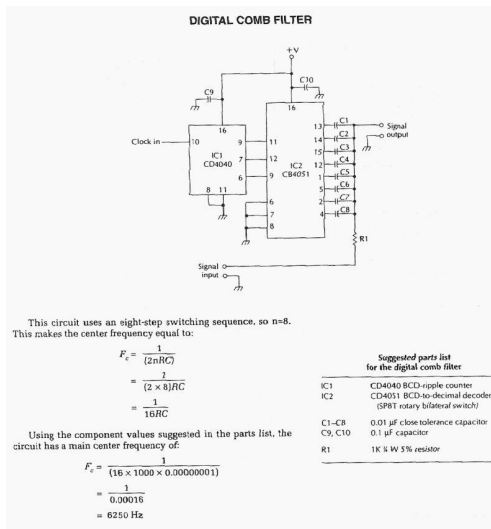 DIGITAL COMB FILTER
+V
C10
C9
16
16
Clock in
10
IC1
CD4040
9
7
6
8 11
11
12
9
6
7
8
IC2
CB4051
13
14
15
12
1
5
2
4
C1
C2
C3
C4
C5
C6
C7
C8
Signal
output
R1
Signal
input
This circuit uses an eight-step switching sequence, so n=8.
This makes the center frequency equal to:
Fc = 1 / (2nRC)
= 1 / (2 × 8)RC
= 1 / 16RC
Using the component values suggested in the parts list, the
circuit has a main center frequency of:
Fc = 1 / (16 × 1000 × 0.00000001)
= 1 / 0.00016
= 6250 Hz
Suggested parts list
for the digital comb filter
IC1 CD4040 BCD-ripple counter
IC2 CD4051 BCD-to-decimal decoder
(SP8T rotary bilateral switch)
C1–C8 0.01 µF close tolerance capacitor
C9, C10 0.1 µF capacitor
R1 1K ¼ W 5% resistor